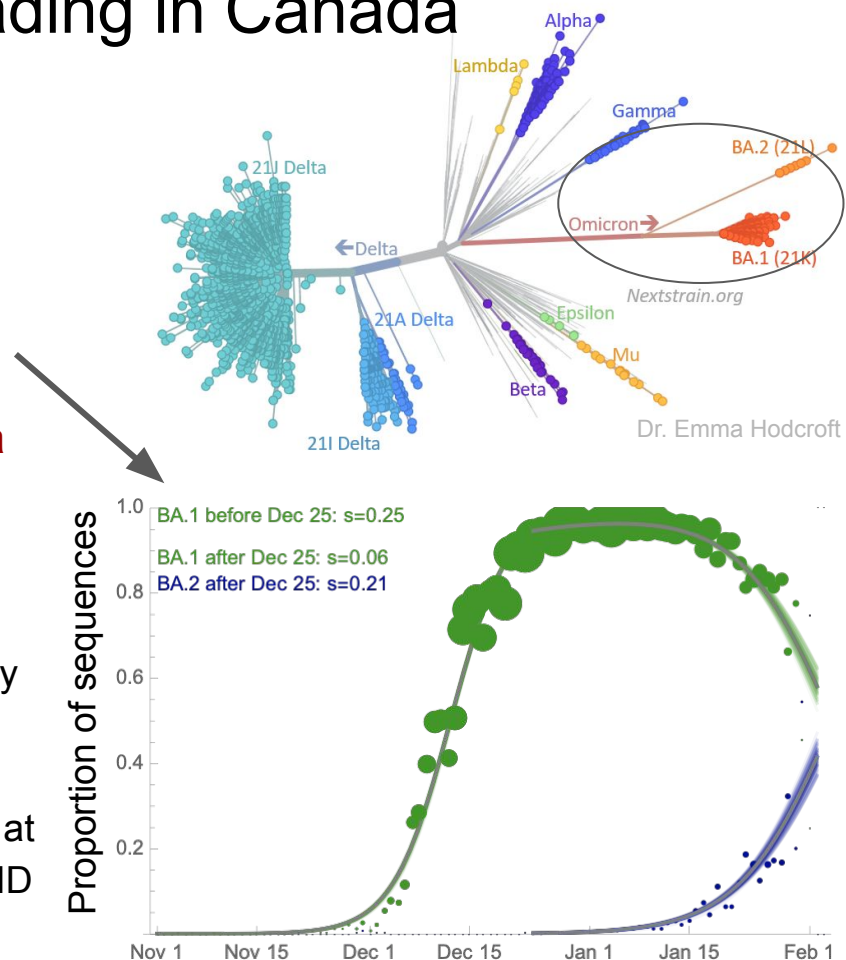 ding in Canada
Alpha
Lambda
Gamma
BA.2 (21L)
21J Delta
Omicron→
←Delta
BA.1 (21K)
Nextstrain.org
21A Delta
Epsilon
Mu
Beta
Dr. Emma Hodcroft
21I Delta
BA.1 before Dec 25: s=0.25
BA.1 after Dec 25: s=0.06
BA.2 after Dec 25: s=0.21
Proportion of sequences
1.0
0.8
0.6
0.4
0.2
y
at
ID
Nov 1 Nov 15 Dec 1 Dec 15 Jan 1 Jan 15 Feb 1